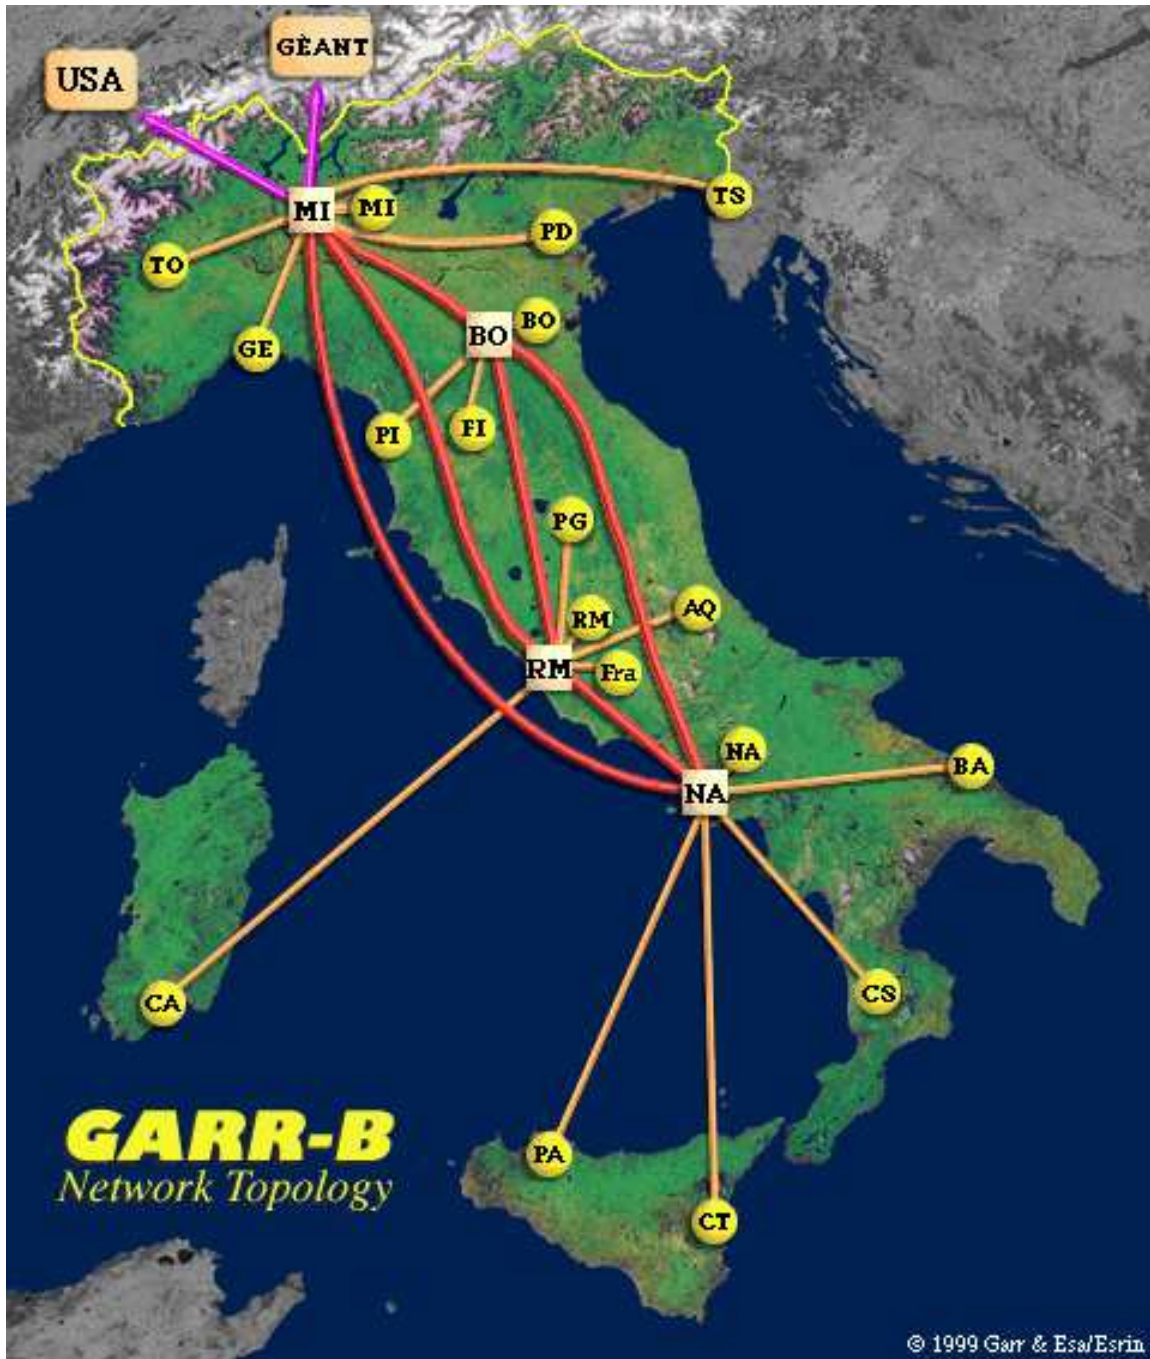 GÈANT
USA
TS
MI
MI
PD
TO
BO
BO
GE
PI
FI
PG
RM
AQ
RM
Fra
NA
BA
NA
CA
CS
GARR-B
Network Topology
PA
CT
© 1999 Garr & Esa/Esrin